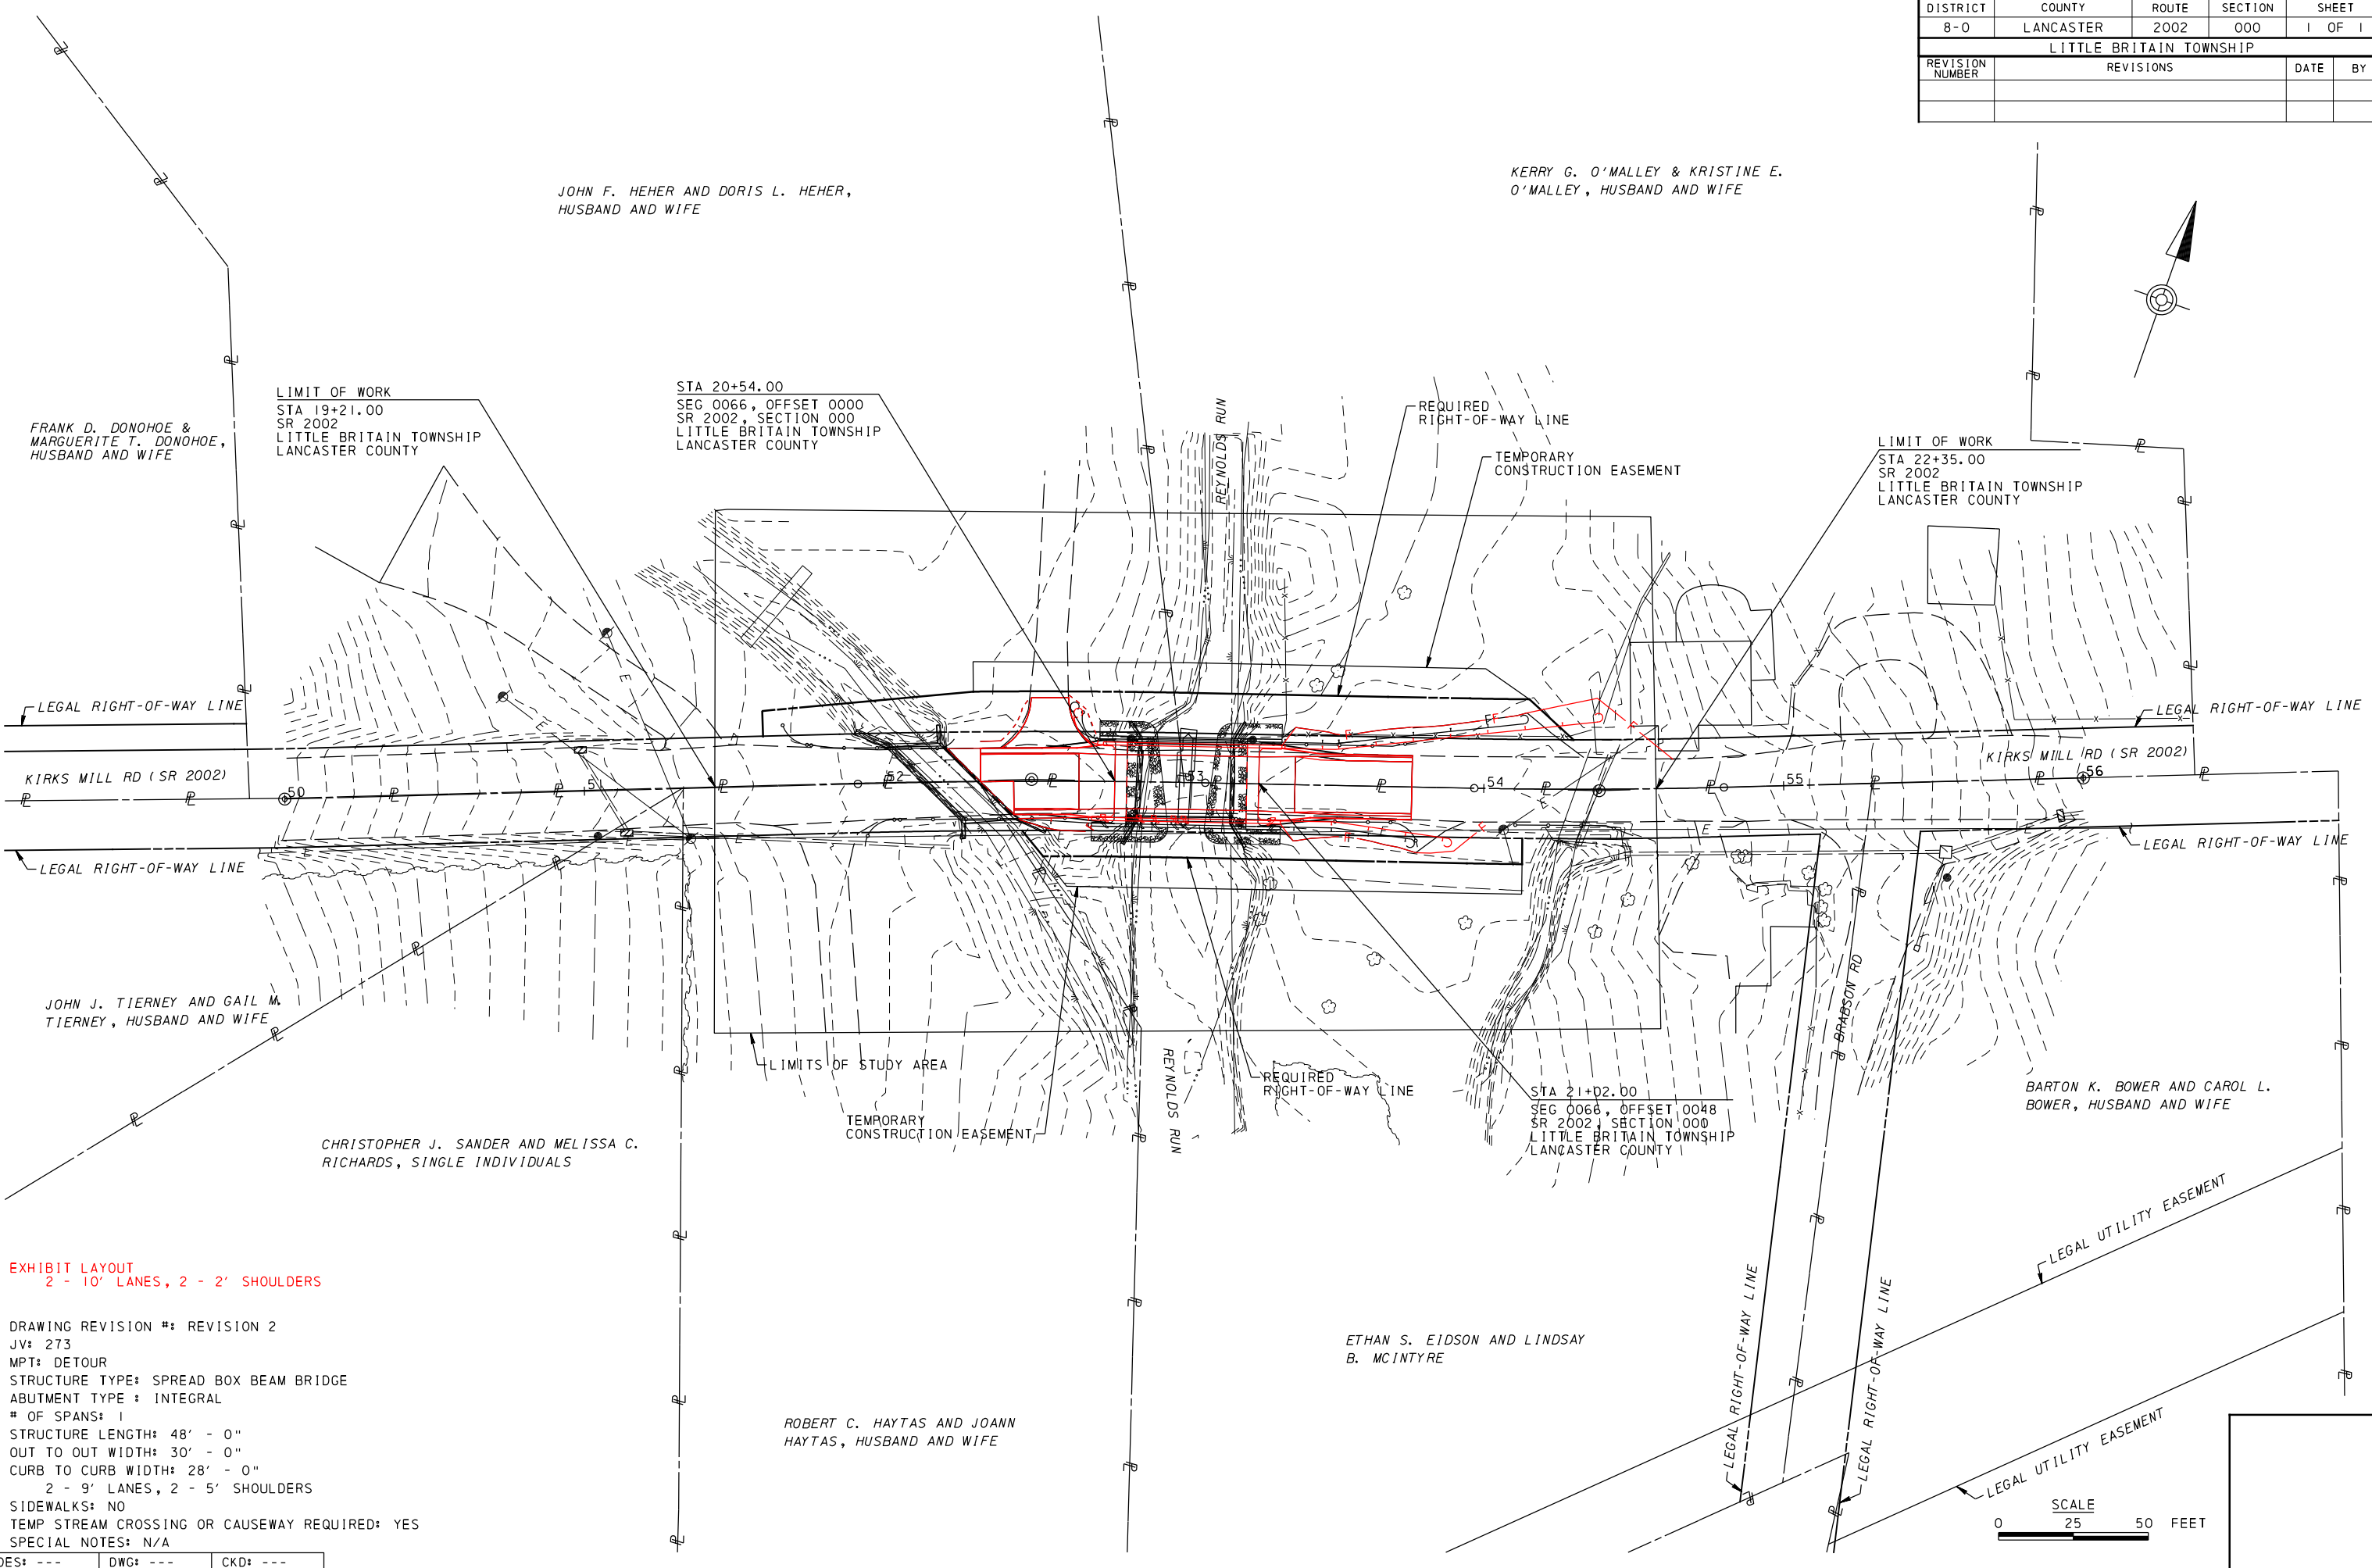 DISTRICT COUNTY ROUTE SECTION SHEET
8-0 LANCASTER 2002 000 1 OF 1
LITTLE BRITAIN TOWNSHIP
REVISION NUMBER REVISIONS DATE BY
JOHN F. HEHER AND DORIS L. HEHER,
HUSBAND AND WIFE
KERRY G. O'MALLEY & KRISTINE E.
O'MALLEY, HUSBAND AND WIFE
FRANK D. DONOHOE &
MARGUERITE T. DONOHOE,
HUSBAND AND WIFE
LIMIT OF WORK
STA 19+21.00
SR 2002
LITTLE BRITAIN TOWNSHIP
LANCASTER COUNTY
STA 20+54.00
SEG 0066, OFFSET 0000
SR 2002, SECTION 000
LITTLE BRITAIN TOWNSHIP
LANCASTER COUNTY
REYNOLDS RUN
REQUIRED
RIGHT-OF-WAY LINE
TEMPORARY
CONSTRUCTION EASEMENT
LIMIT OF WORK
STA 22+35.00
SR 2002
LITTLE BRITAIN TOWNSHIP
LANCASTER COUNTY
LEGAL RIGHT-OF-WAY LINE
LEGAL RIGHT-OF-WAY LINE
KIRKS MILL RD (SR 2002)
KIRKS MILL RD (SR 2002)
50
51
52
53
54
55
56
LEGAL RIGHT-OF-WAY LINE
LEGAL RIGHT-OF-WAY LINE
JOHN J. TIERNEY AND GAIL M.
TIERNEY, HUSBAND AND WIFE
LIMITS OF STUDY AREA
REYNOLDS RUN
REQUIRED
RIGHT-OF-WAY LINE
TEMPORARY
CONSTRUCTION EASEMENT
STA 21+02.00
SEG 0066, OFFSET 0048
SR 2002, SECTION 000
LITTLE BRITAIN TOWNSHIP
LANCASTER COUNTY
BRABSON RD
BARTON K. BOWER AND CAROL L.
BOWER, HUSBAND AND WIFE
CHRISTOPHER J. SANDER AND MELISSA C.
RICHARDS, SINGLE INDIVIDUALS
LEGAL UTILITY EASEMENT
LEGAL RIGHT-OF-WAY LINE
LEGAL RIGHT-OF-WAY LINE
LEGAL UTILITY EASEMENT
ETHAN S. EIDSON AND LINDSAY
B. MCINTYRE
ROBERT C. HAYTAS AND JOANN
HAYTAS, HUSBAND AND WIFE
EXHIBIT LAYOUT
2 - 10' LANES, 2 - 2' SHOULDERS
DRAWING REVISION #: REVISION 2
JV: 273
MPT: DETOUR
STRUCTURE TYPE: SPREAD BOX BEAM BRIDGE
ABUTMENT TYPE : INTEGRAL
# OF SPANS: 1
STRUCTURE LENGTH: 48' - 0"
OUT TO OUT WIDTH: 30' - 0"
CURB TO CURB WIDTH: 28' - 0"
2 - 9' LANES, 2 - 5' SHOULDERS
SIDEWALKS: NO
TEMP STREAM CROSSING OR CAUSEWAY REQUIRED: YES
SPECIAL NOTES: N/A
DES: --- DWG: --- CKD: ---
SCALE
0 25 50 FEET